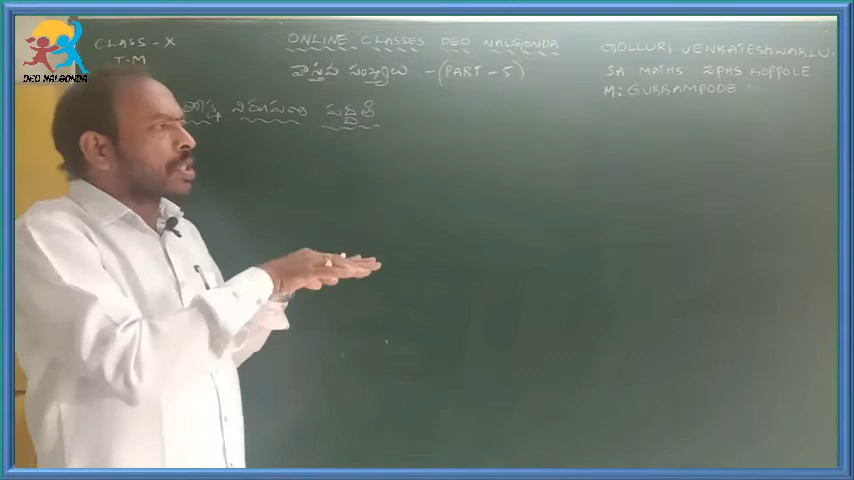 DEO NALGONDA
CLASS - X
T.M
ONLINE CLASSES DEO NALGONDA
వాస్తవ సంఖ్యలు - (PART - 5)
నిరూపణ పద్ధతి
GOLLURI VENKATESHWARLU.
SA MATHS ZPHS KOPPOLE
M: GURRAMPODE